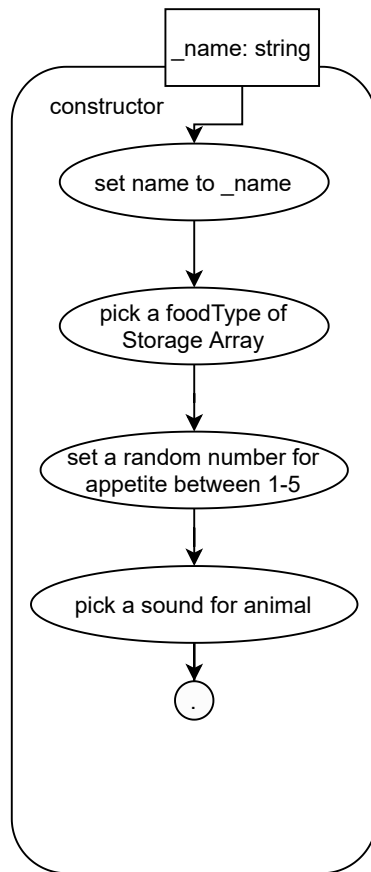 _name: string
constructor
set name to _name
pick a foodType of
Storage Array
set a random number for
appetite between 1-5
pick a sound for animal
.